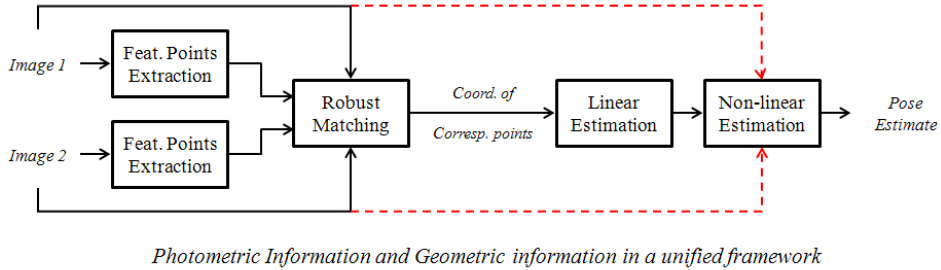 Image 1
Feat. Points
Extraction
Image 2
Feat. Points
Extraction
Robust
Matching
Coord. of
Corresp. points
Linear
Estimation
Non-linear
Estimation
Pose
Estimate
Photometric Information and Geometric information in a unified framework